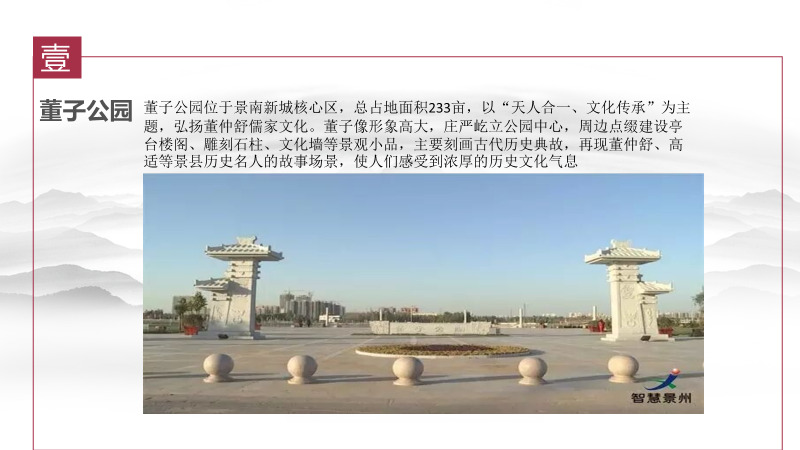 壹
董子公园
董子公园位于景南新城核心区，总占地面积233亩，以“天人合一、文化传承”为主
题，弘扬董仲舒儒家文化。董子像形象高大，庄严屹立公园中心，周边点缀建设亭
台楼阁、雕刻石柱、文化墙等景观小品，主要刻画古代历史典故，再现董仲舒、高
适等景县历史名人的故事场景，使人们感受到浓厚的历史文化气息
智慧景州